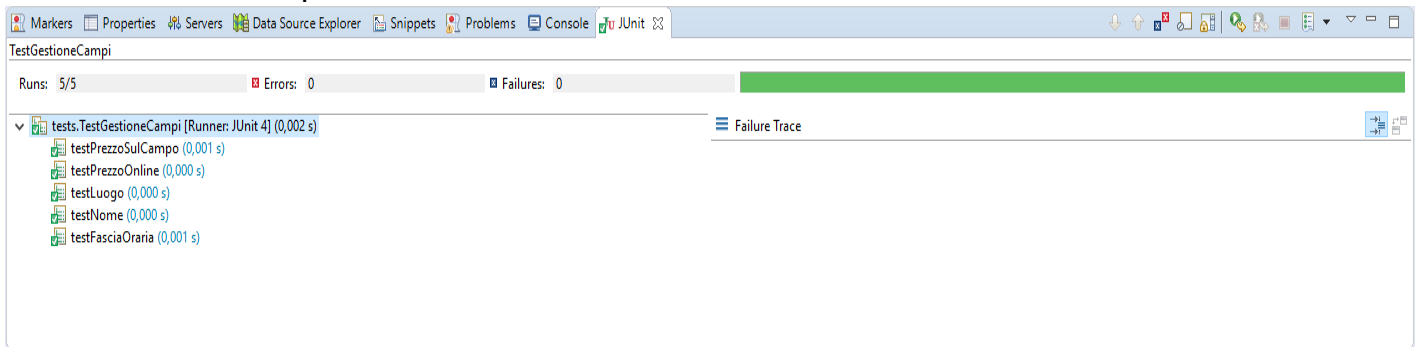 Markers Properties Servers Data Source Explorer Snippets Problems Console JUnit
TestGestioneCampi
Runs: 5/5 Errors: 0 Failures: 0
tests.TestGestioneCampi [Runner: JUnit 4] (0,002 s)
testPrezzoSulCampo (0,001 s)
testPrezzoOnline (0,000 s)
testLuogo (0,000 s)
testNome (0,000 s)
testFasciaOraria (0,001 s)
Failure Trace